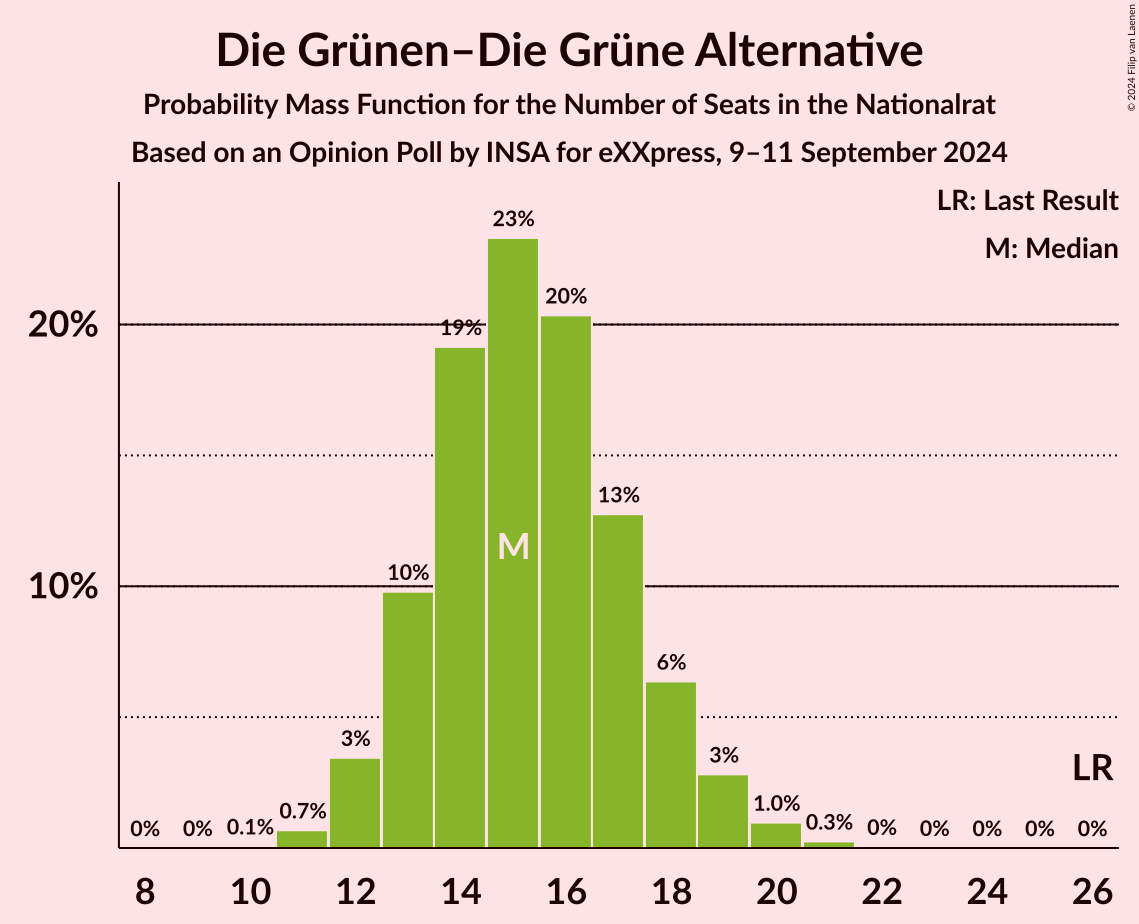 Die Grünen–Die Grüne Alternative
Probability Mass Function for the Number of Seats in the Nationalrat
Based on an Opinion Poll by INSA for eXXpress, 9–11 September 2024
© 2024 Filip van Laenen
LR: Last Result
M: Median
20%
10%
0%
0%
0.1%
0.7%
3%
10%
19%
23%
20%
13%
6%
3%
1.0%
0.3%
0%
0%
0%
0%
0%
M
LR
8 10 12 14 16 18 20 22 24 26